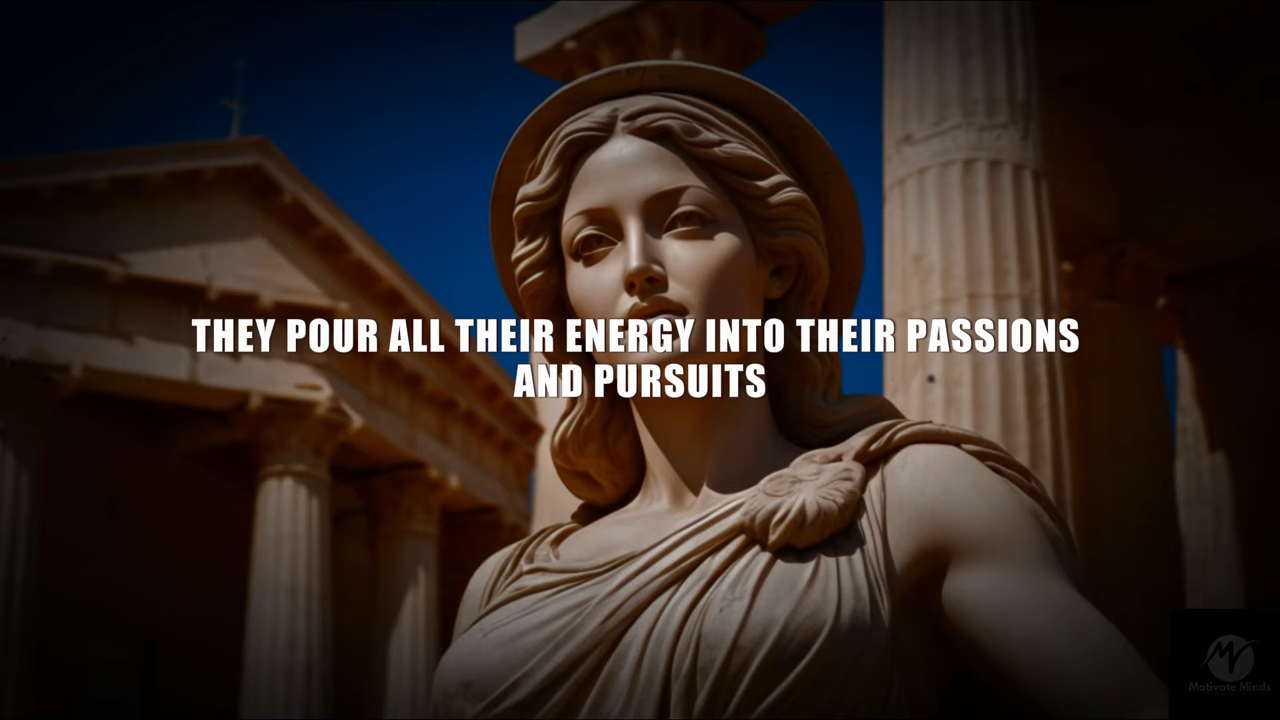 THEY POUR ALL THEIR ENERGY INTO THEIR PASSIONS
AND PURSUITS
Motivate Minds